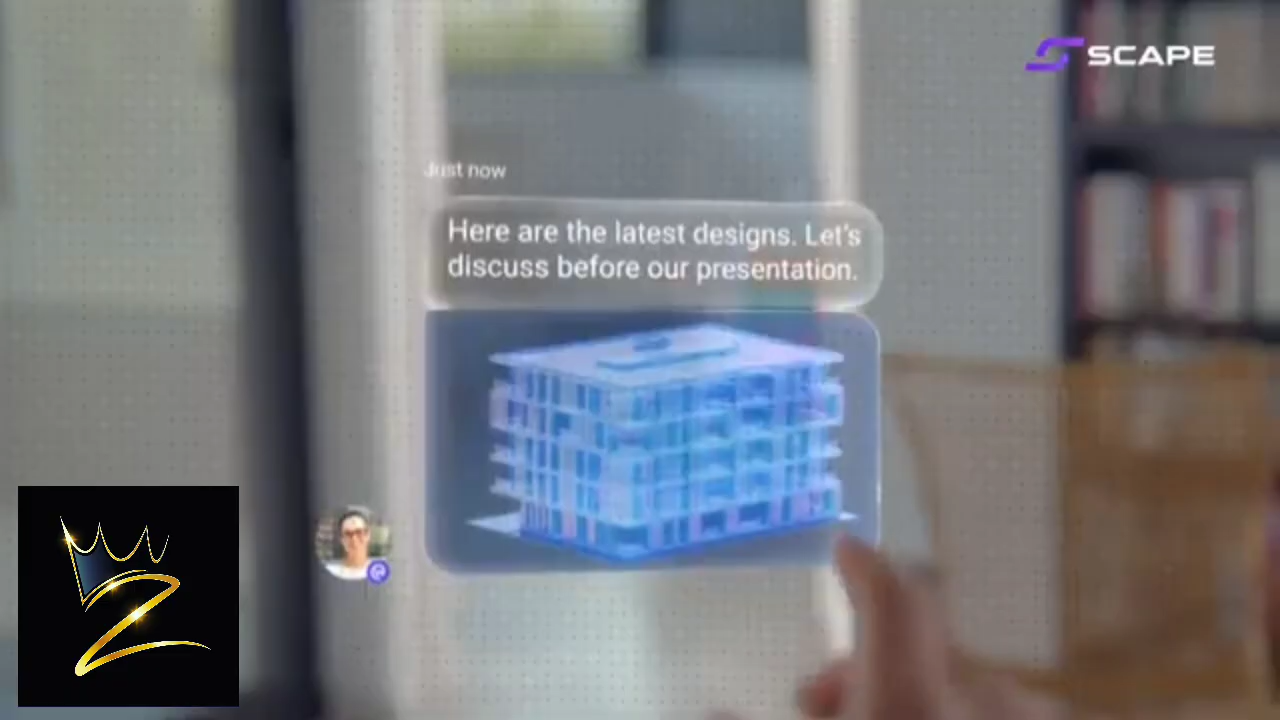 SCAPE
Just now
Here are the latest designs. Let's
discuss before our presentation.
Z